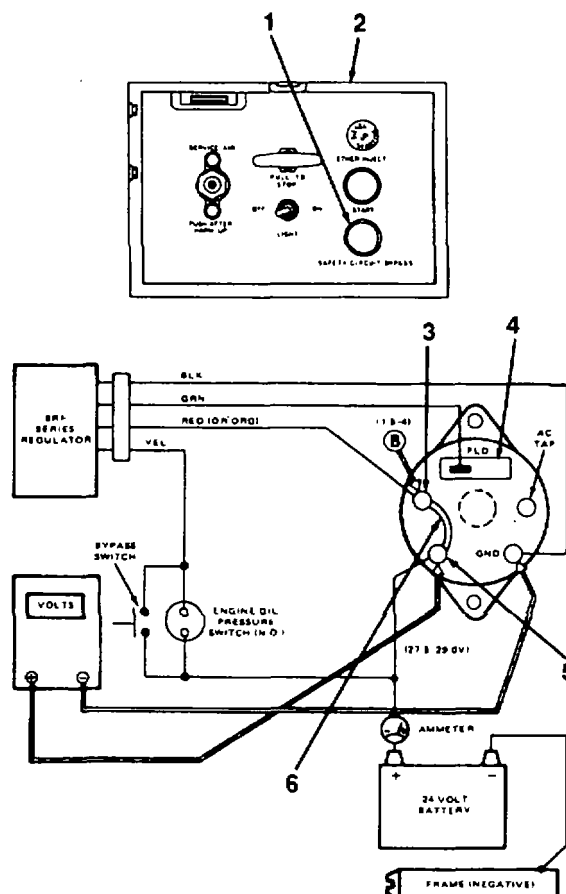 1
2
SERVICE AIR
PULL TO
STOP
ETHER INJECT
START
OFF
ON
LIGHT
PUSH AFTER
WARM UP
SAFETY CIRCUIT BYPASS
3
4
BLK
GRN
RED (OR ORG)
YEL
SERIES
REGULATOR
B
FLD
AC
TAP
GND
BYPASS
SWITCH
VOLTS
ENGINE OIL
PRESSURE
SWITCH (N.O.)
(27.5-29.0V)
5
+
-
AMMETER
6
+
-
24 VOLT
BATTERY
FRAME (NEGATIVE)